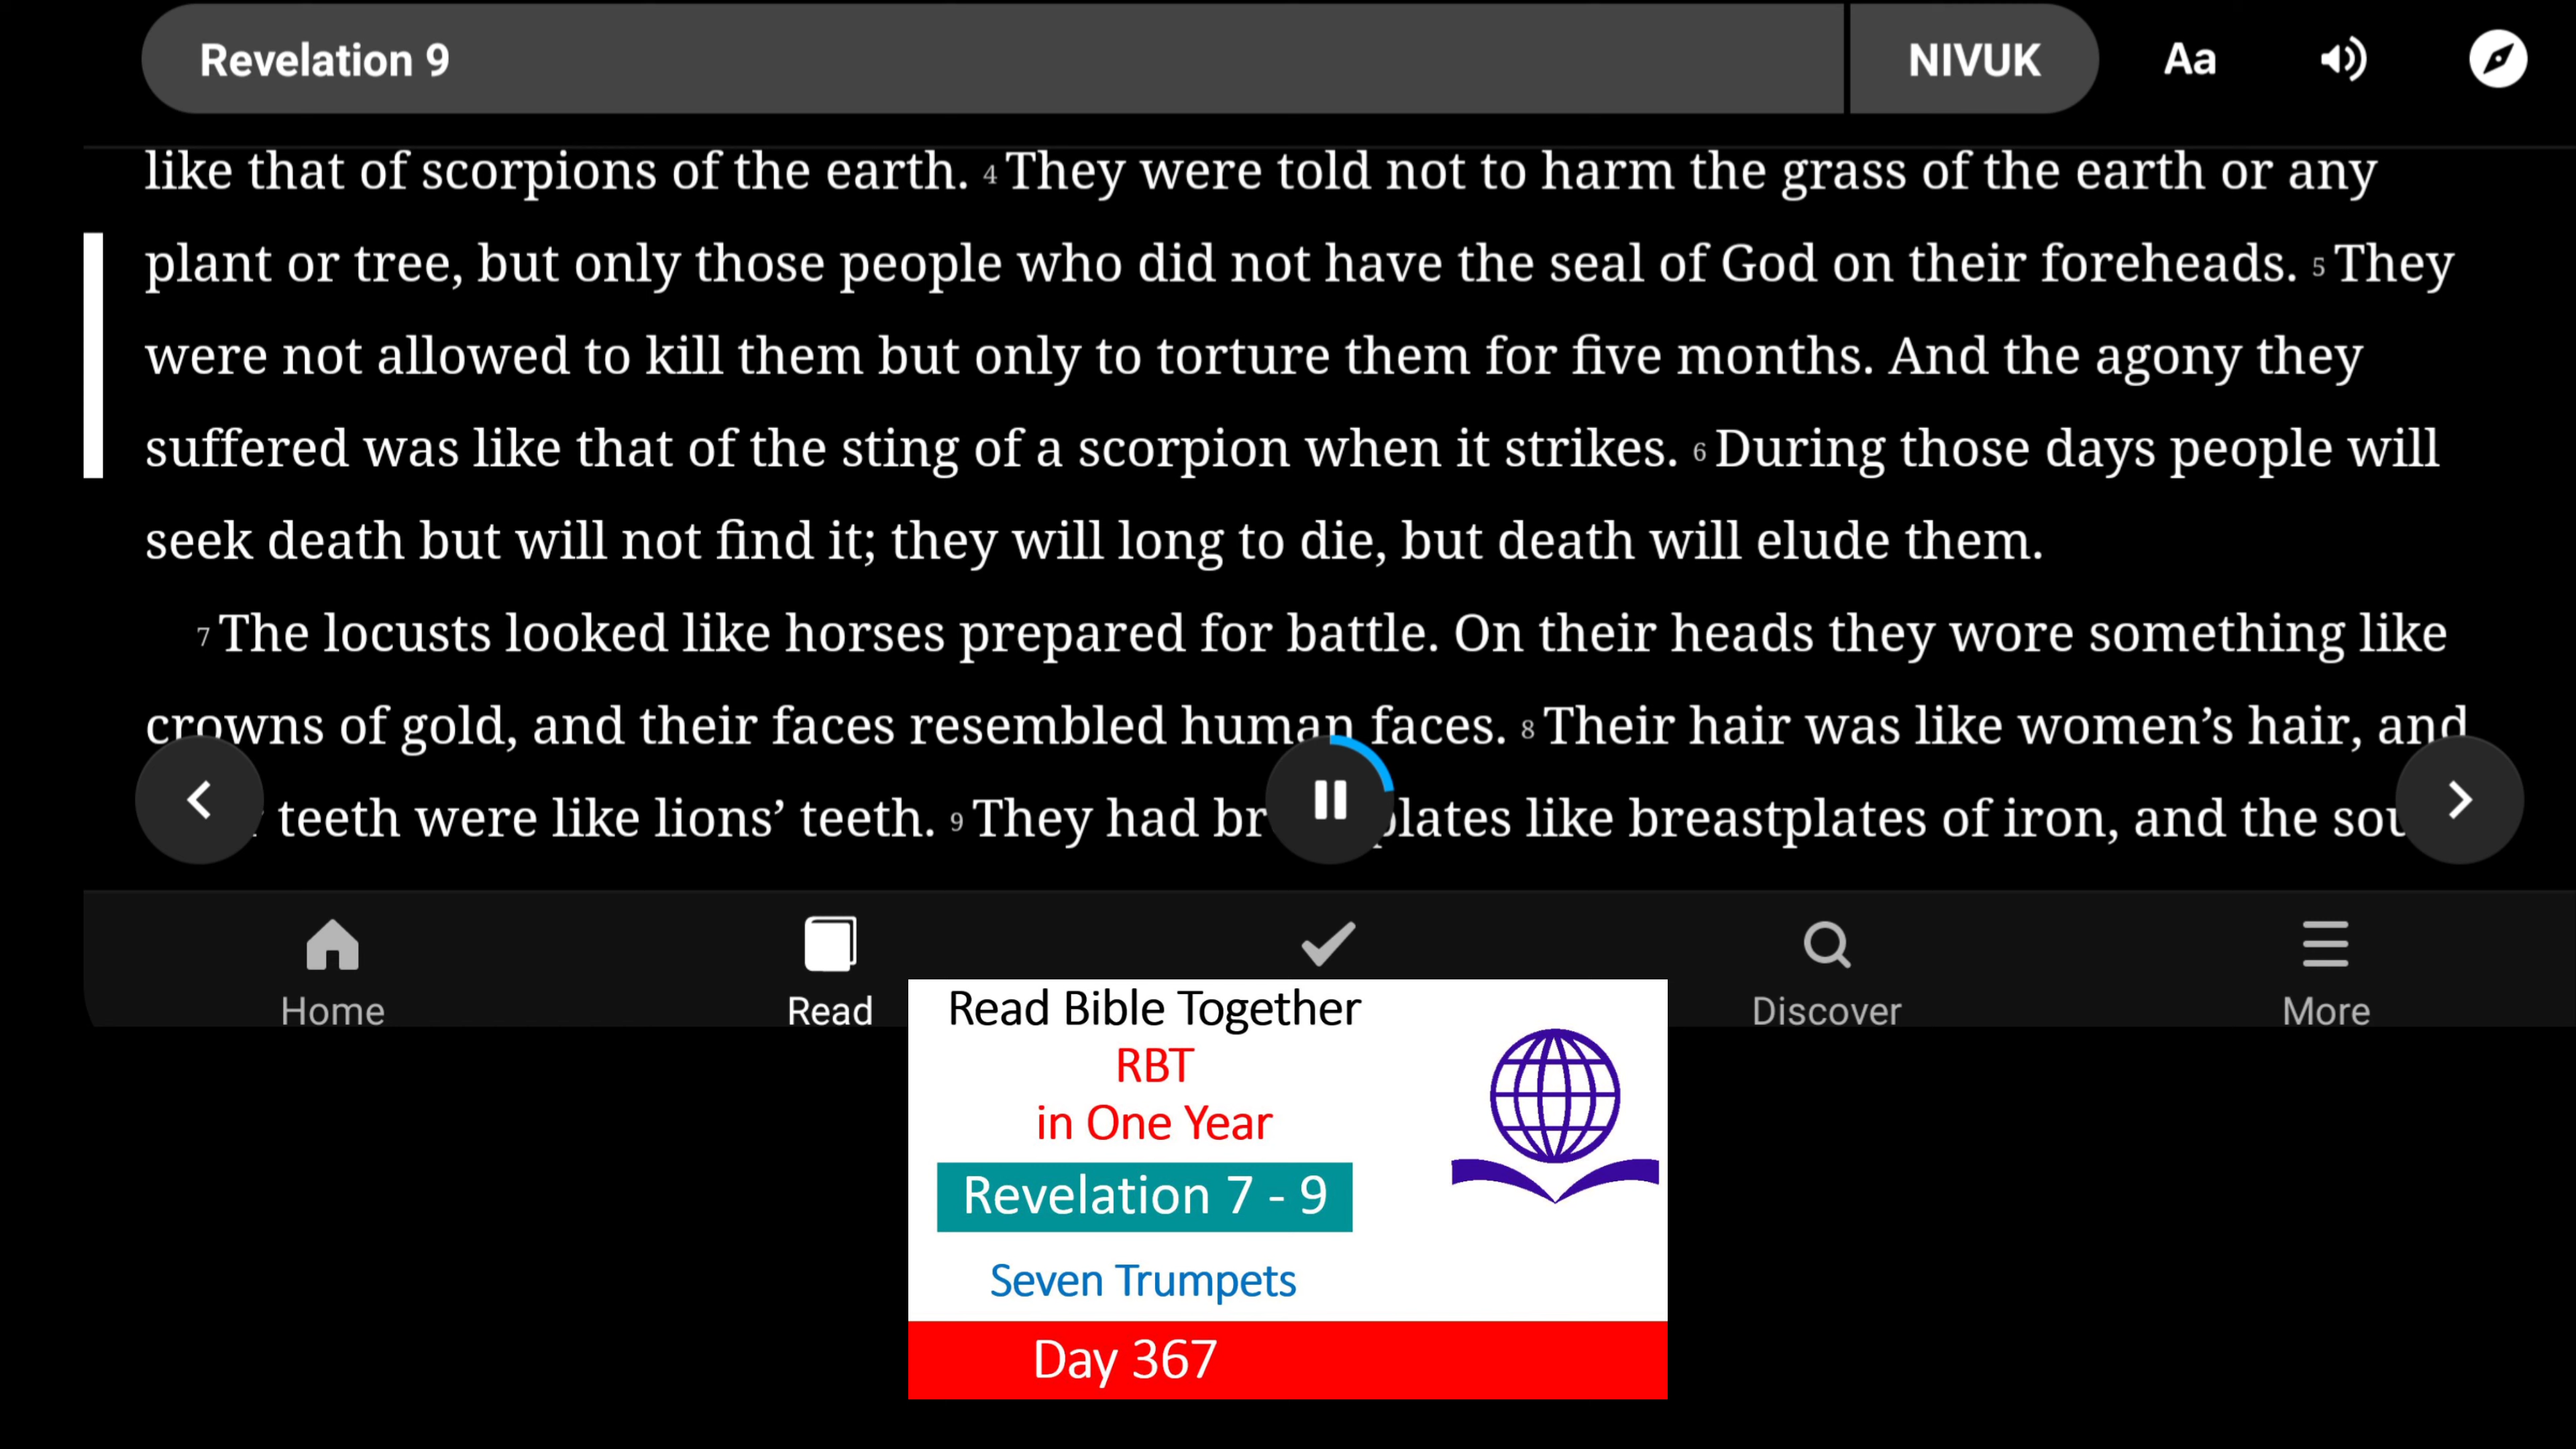 Revelation 9 NIVUK Aa
like that of scorpions of the earth. 4 They were told not to harm the grass of the earth or any
plant or tree, but only those people who did not have the seal of God on their foreheads. 5 They
were not allowed to kill them but only to torture them for five months. And the agony they
suffered was like that of the sting of a scorpion when it strikes. 6 During those days people will
seek death but will not find it; they will long to die, but death will elude them.
7 The locusts looked like horses prepared for battle. On their heads they wore something like
crowns of gold, and their faces resembled human faces. 8 Their hair was like women’s hair, and
teeth were like lions’ teeth. 9 They had br plates like breastplates of iron, and the sou
Home Read Discover More
Read Bible Together
RBT
in One Year
Revelation 7 - 9
Seven Trumpets
Day 367